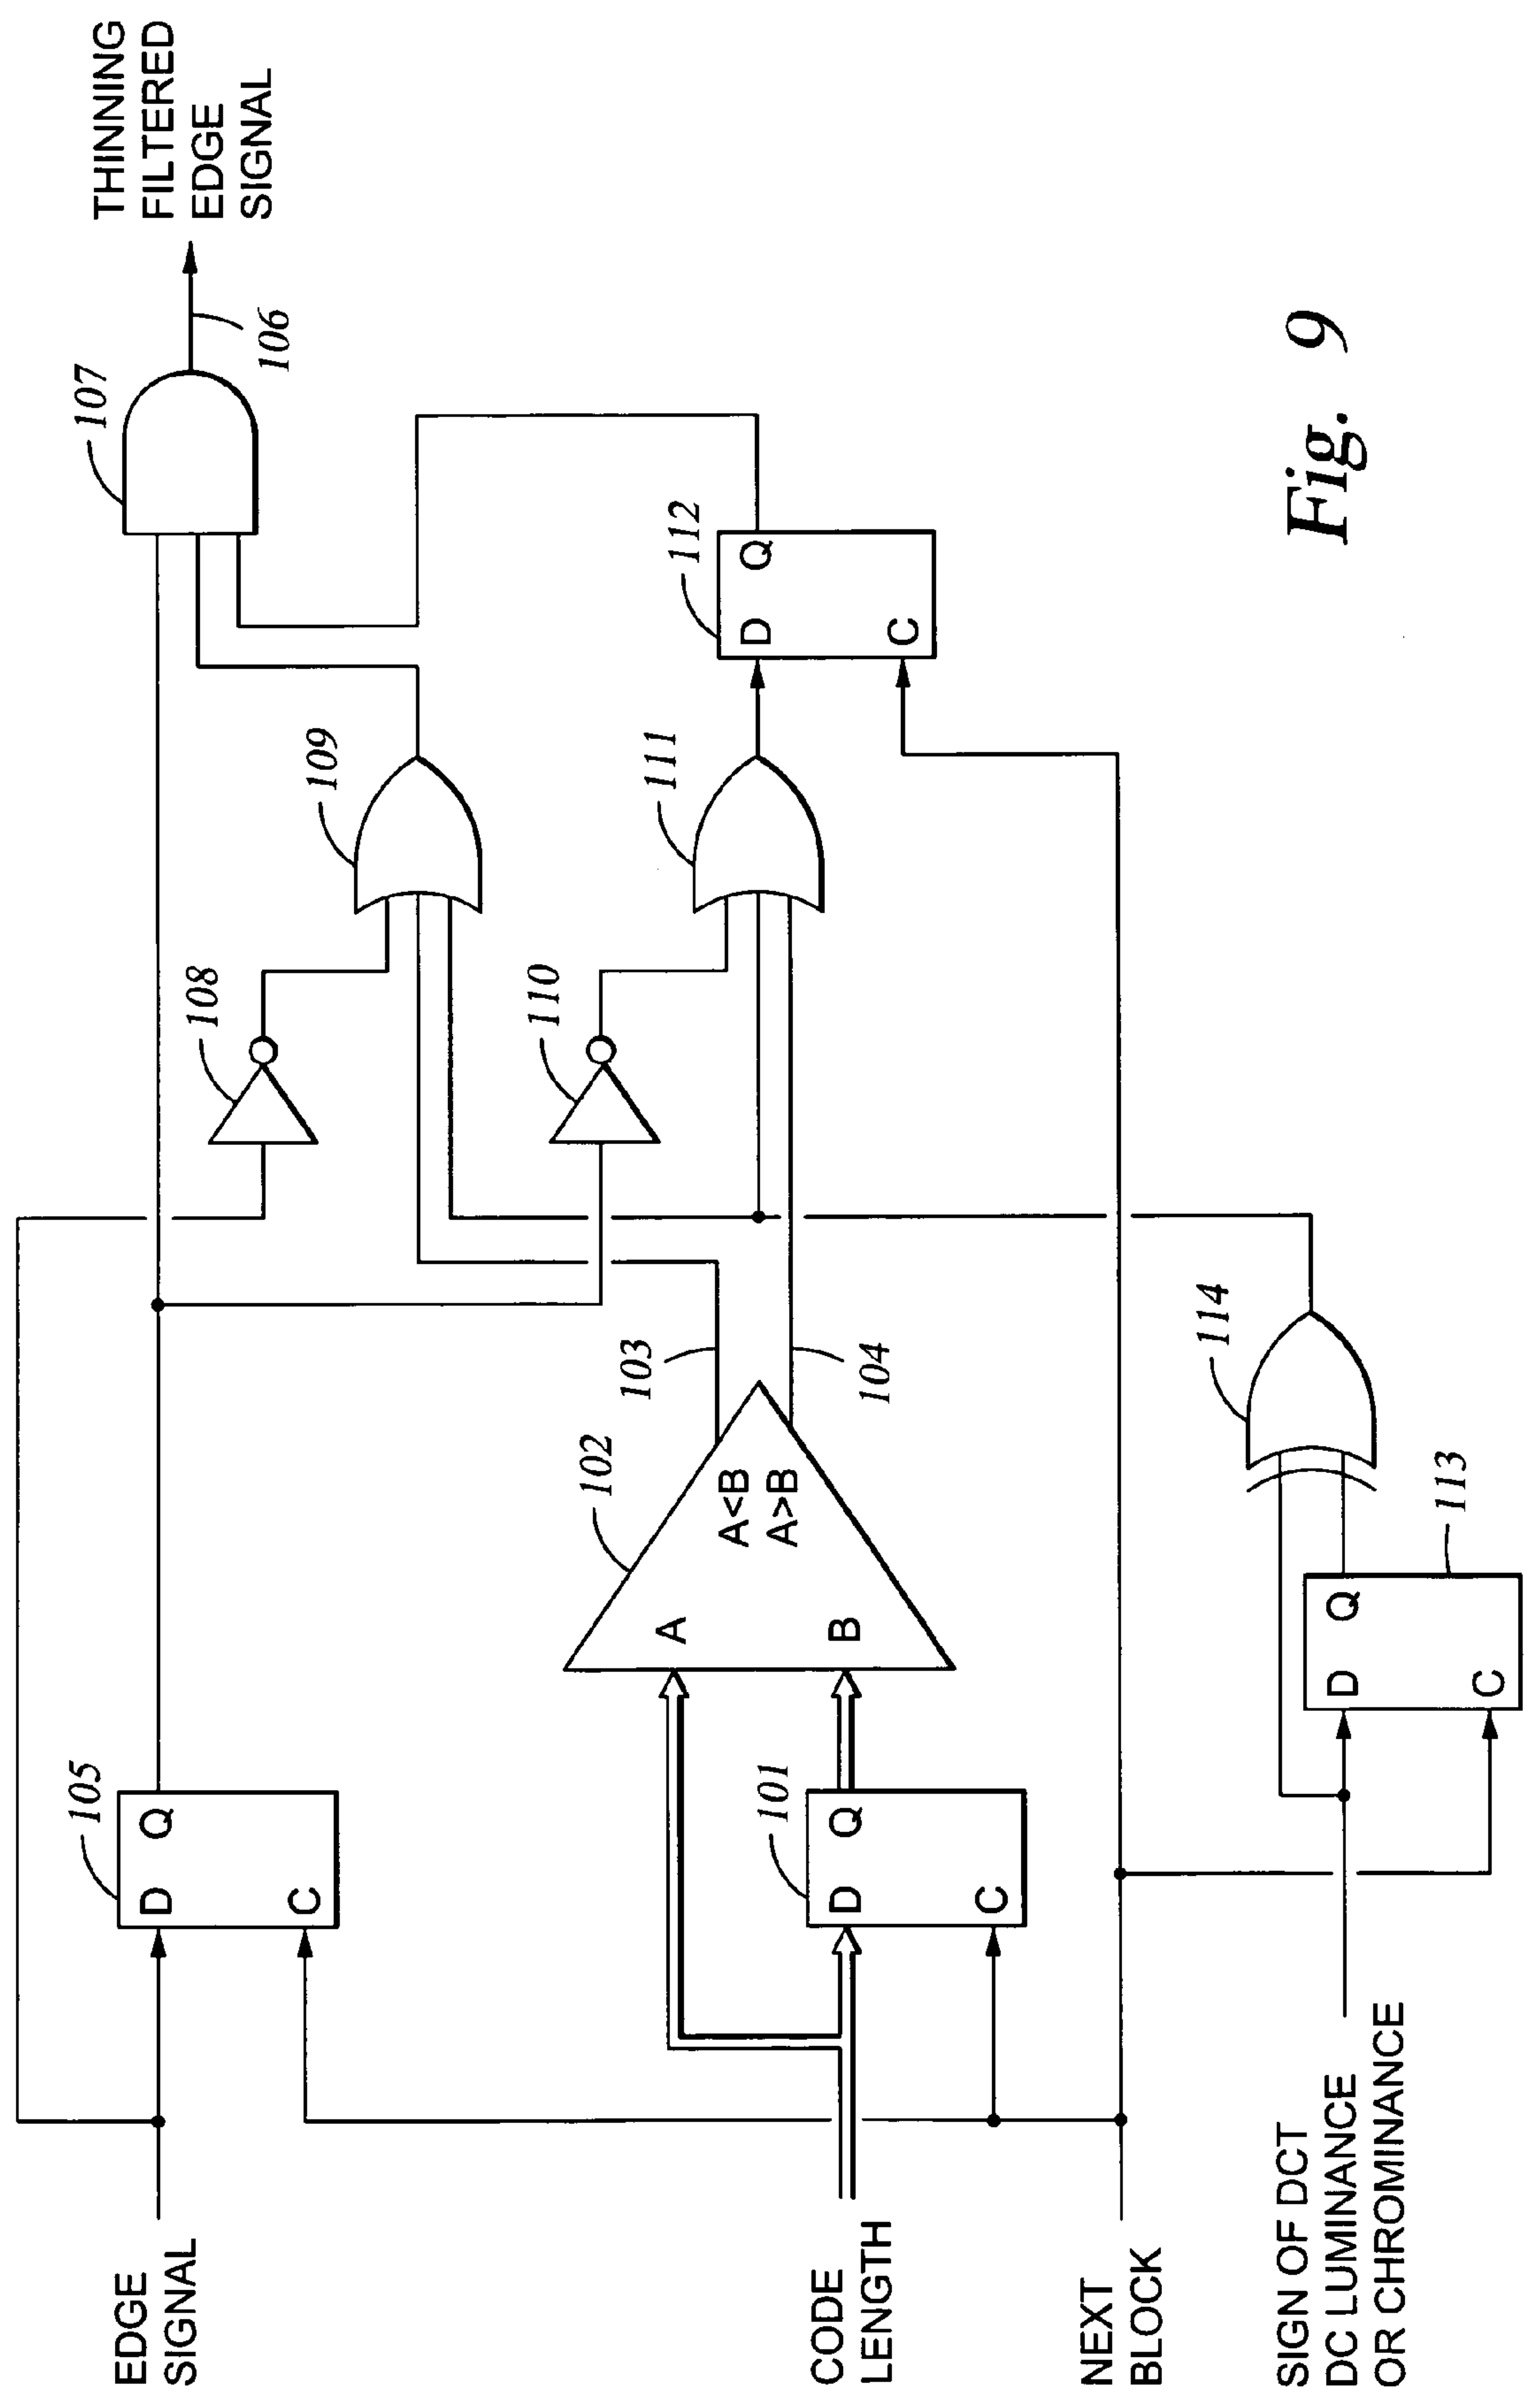 THINNING
FILTERED
EDGE
SIGNAL
107
106
109
108
112
D Q
C
111
110
103
104
102
A
B
A<B
A>B
105
D Q
C
101
D Q
C
114
113
D Q
C
EDGE
SIGNAL
CODE
LENGTH
NEXT
BLOCK
SIGN OF DCT
DC LUMINANCE
OR CHROMINANCE
Fig. 9